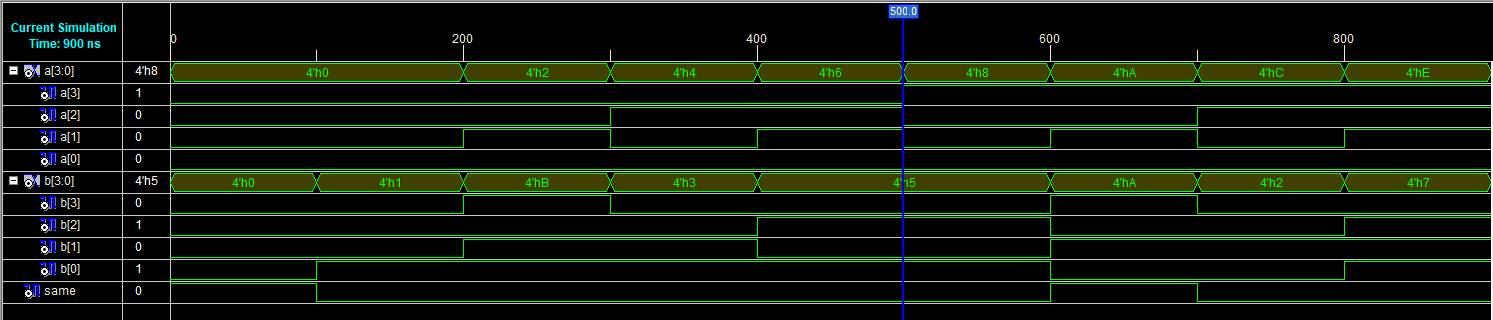 500.0
Current Simulation
Time: 900 ns
0 200 400 600 800
a[3:0] 4'h8 4'h0 4'h2 4'h4 4'h6 4'h8 4'hA 4'hC 4'hE
a[3] 1
a[2] 0
a[1] 0
a[0] 0
b[3:0] 4'h5 4'h0 4'h1 4'hB 4'h3 4'h5 4'hA 4'h2 4'h7
b[3] 0
b[2] 1
b[1] 0
b[0] 1
same 0